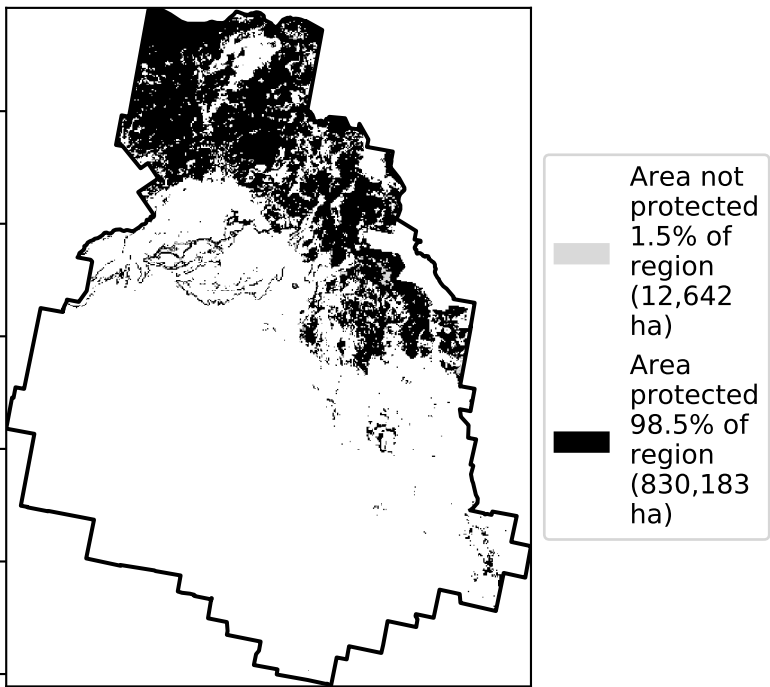 Area not
protected
1.5% of
region
(12,642
ha)
Area
protected
98.5% of
region
(830,183
ha)